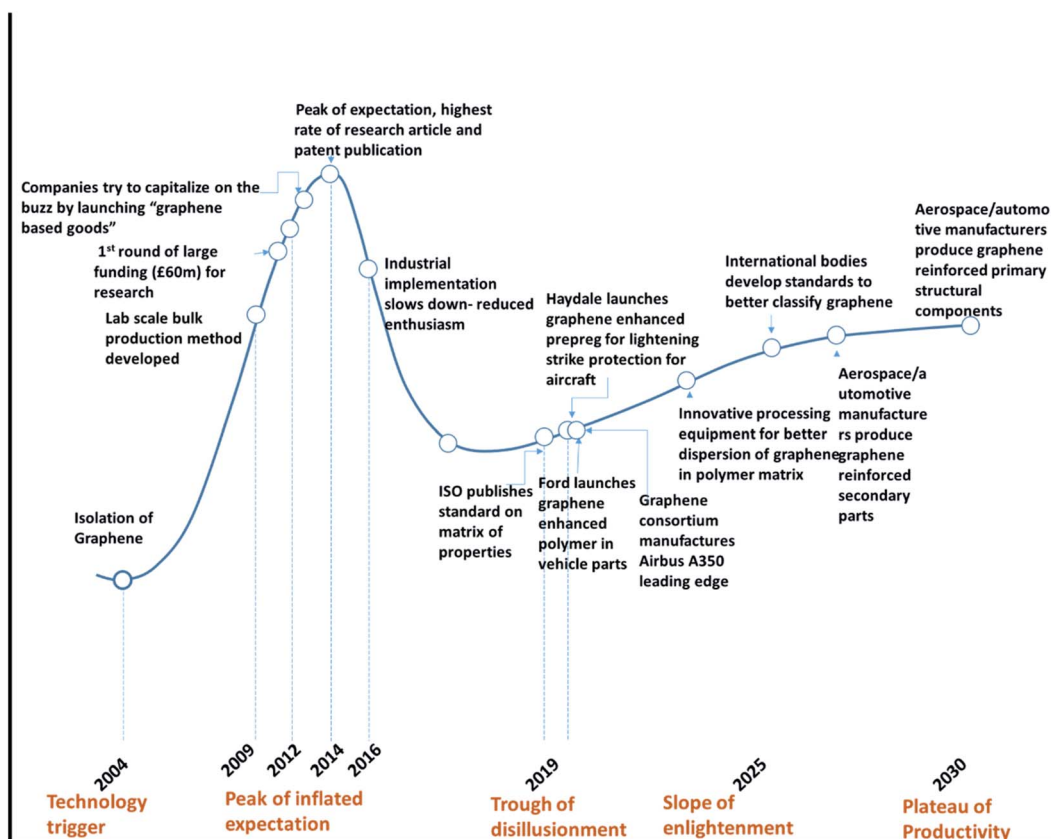 Peak of expectation, highest
rate of research article and
patent publication
Companies try to capitalize on the
buzz by launching “graphene
based goods”
1st round of large
funding (£60m) for
research
Lab scale bulk
production method
developed
Isolation of
Graphene
Industrial
implementation
slows down- reduced
enthusiasm
Haydale launches
graphene enhanced
prepreg for lightening
strike protection for
aircraft
International bodies
develop standards to
better classify graphene
Aerospace/automo
tive manufacturers
produce graphene
reinforced primary
structural
components
ISO publishes
standard on
matrix of
properties
Ford launches
graphene
enhanced
polymer in
vehicle parts
Graphene
consortium
manufactures
Airbus A350
leading edge
Innovative processing
equipment for better
dispersion of graphene
in polymer matrix
Aerospace/a
utomotive
manufacture
rs produce
graphene
reinforced
secondary
parts
2004
2009
2012
2014
2016
2019
2025
2030
Technology
trigger
Peak of inflated
expectation
Trough of
disillusionment
Slope of
enlightenment
Plateau of
Productivity